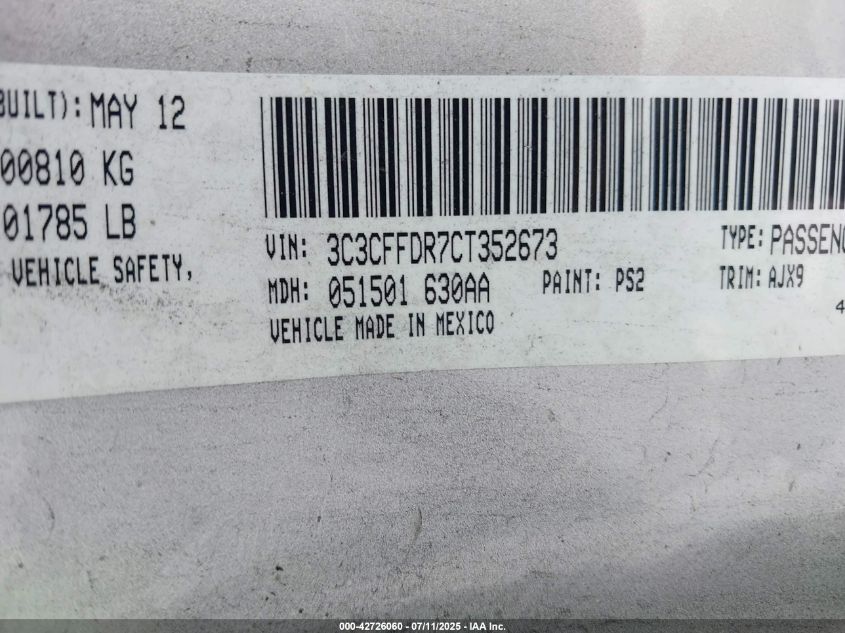 BUILT): MAY 12
00810 KG
01785 LB
VEHICLE SAFETY,
VIN: 3C3CFFDR7CT352673
TYPE: PASSENG
MDH: 051501 630AA
PAINT: PS2
TRIM: AJX9
VEHICLE MADE IN MEXICO
4
000-42726060 - 07/11/2025 - IAA Inc.